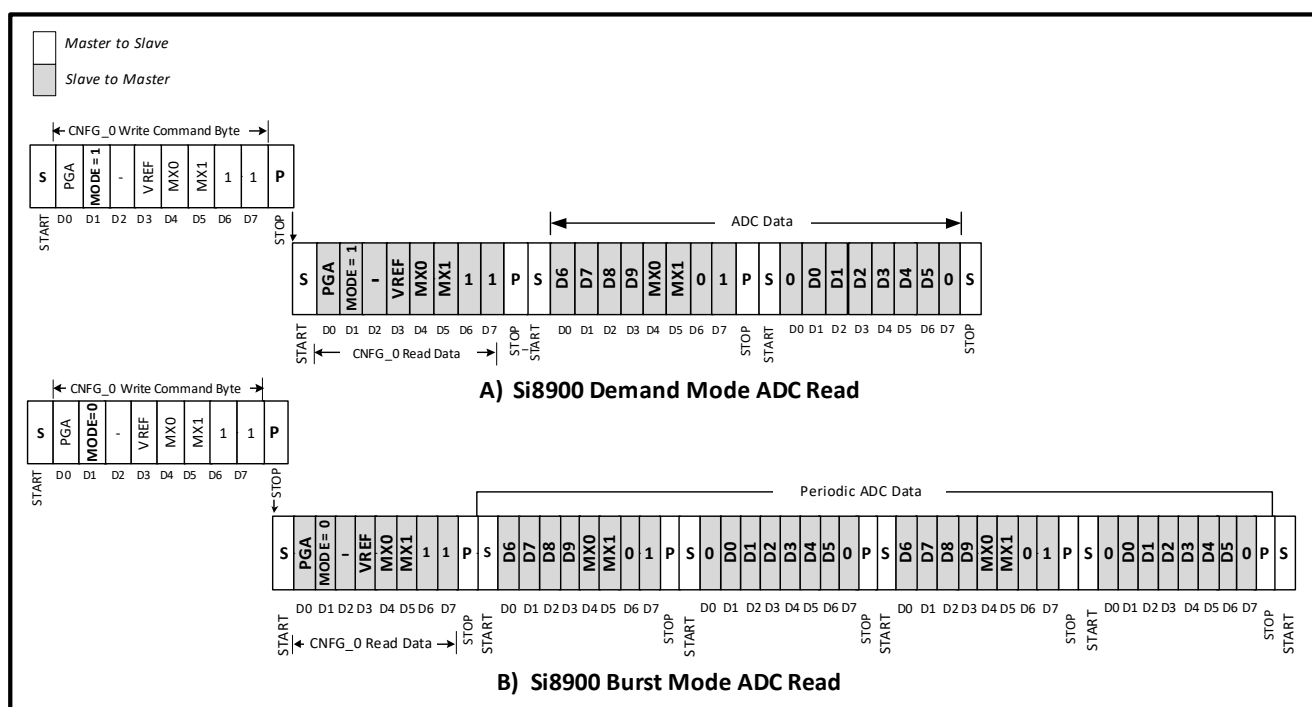 Master to Slave
Slave to Master
CNFG_0 Write Command Byte
S PGA MODE = 1 - VREF MX0 MX1 1 1 P
START D0 D1 D2 D3 D4 D5 D6 D7 STOP
ADC Data
S PGA MODE = 1 - VREF MX0 MX1 1 1 P S D6 D7 D8 D9 MX0 MX1 0 1 P S 0 D0 D1 D2 D3 D4 D5 0 S
START D0 D1 D2 D3 D4 D5 D6 D7 STOP START D0 D1 D2 D3 D4 D5 D6 D7 STOP START D0 D1 D2 D3 D4 D5 D6 D7 STOP
CNFG_0 Read Data
A) Si8900 Demand Mode ADC Read
CNFG_0 Write Command Byte
S PGA MODE=0 - VREF MX0 MX1 1 1 P
START D0 D1 D2 D3 D4 D5 D6 D7 STOP
Periodic ADC Data
S PGA MODE= 0 - VREF MX0 MX1 1 1 P S D6 D7 D8 D9 MX0 MX1 0 1 P S 0 D0 D1 D2 D3 D4 D5 0 P S D6 D7 D8 D9 MX0 MX1 0 1 P S 0 D0 D1 D2 D3 D4 D5 0 P S
START D0 D1 D2 D3 D4 D5 D6 D7 STOP START D0 D1 D2 D3 D4 D5 D6 D7 STOP START D0 D1 D2 D3 D4 D5 D6 D7 STOP START D0 D1 D2 D3 D4 D5 D6 D7 STOP START D0 D1 D2 D3 D4 D5 D6 D7 STOP START
CNFG_0 Read Data
B) Si8900 Burst Mode ADC Read